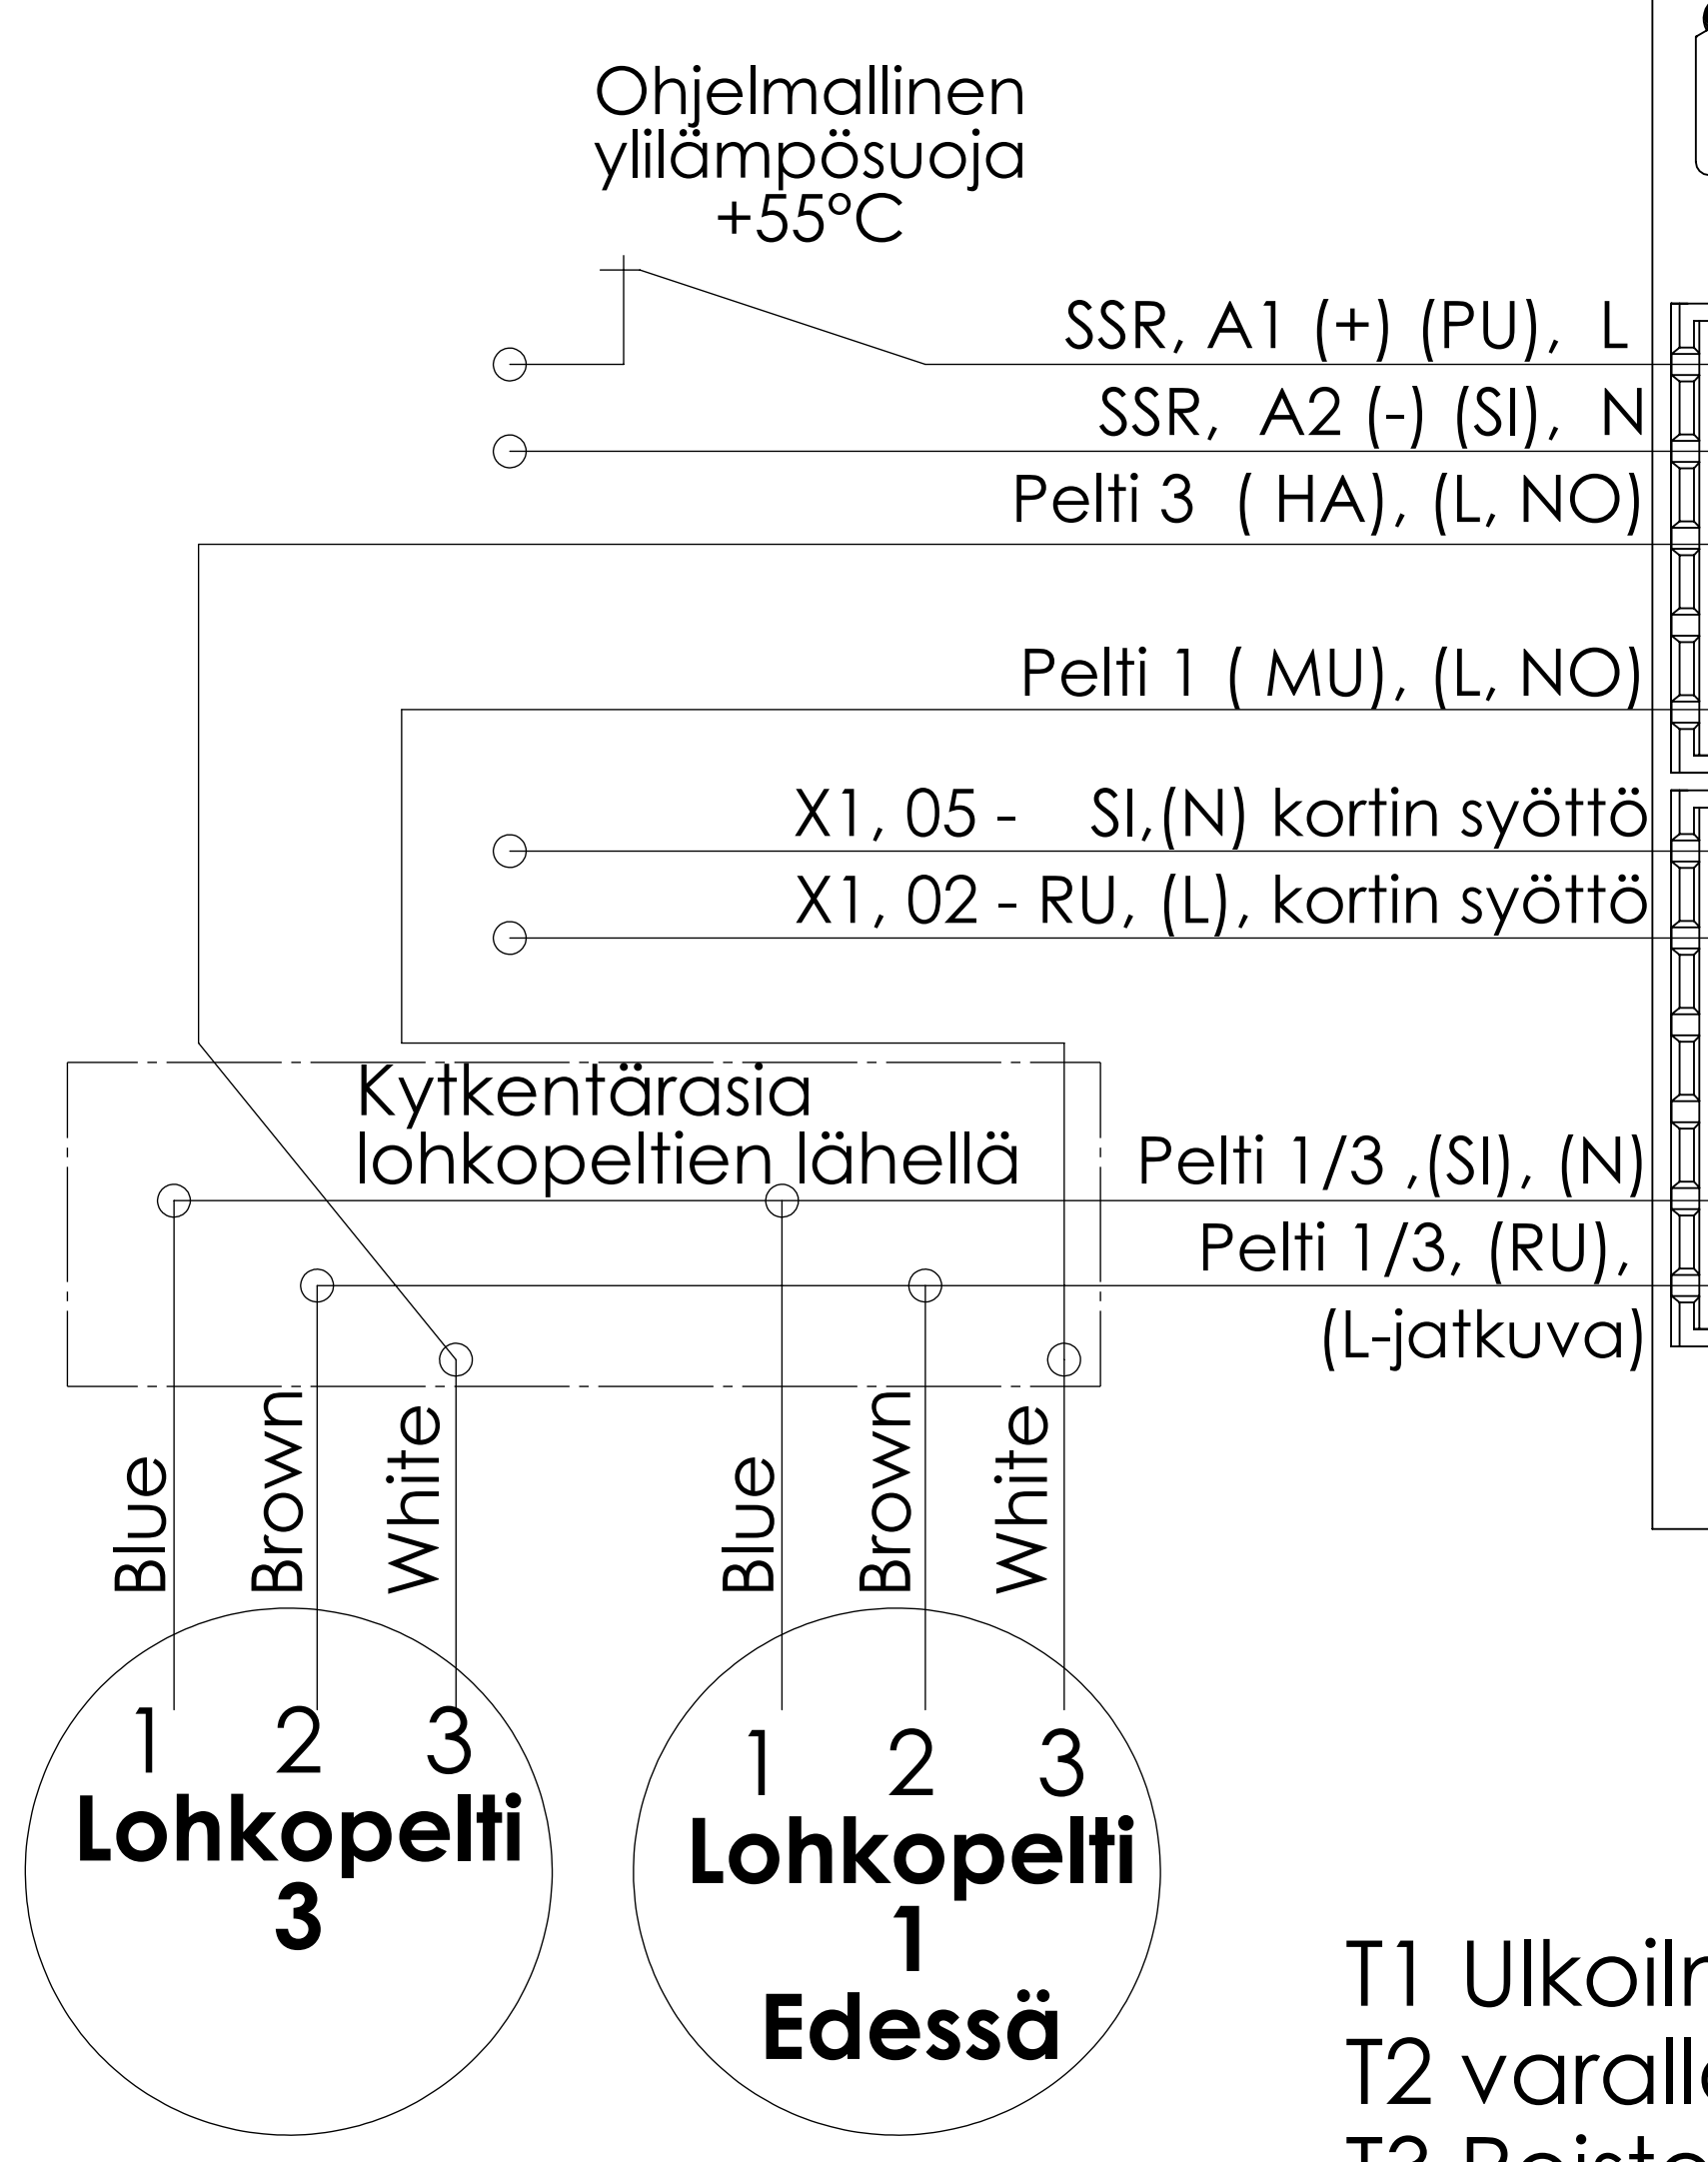 Ohjelmallinen
ylilämpösuoja
+55°C
SSR, A1 (+) (PU), L
SSR, A2 (-) (SI), N
Pelti 3 ( HA), (L, NO)
Pelti 1 ( MU), (L, NO)
X1, 05 - SI,(N) kortin syöttö
X1, 02 - RU, (L), kortin syöttö
Kytkentärasia
lohkopeltien lähellä
Pelti 1/3 ,(SI), (N)
Pelti 1/3, (RU),
(L-jatkuva)
Blue Brown White Blue Brown White
1 2 3
Lohkopelti
3
1 2 3
Lohkopelti
1
Edessä
T1
T2
T3